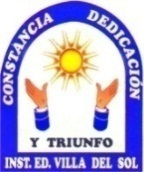 CONSTANCIA DEDICACIÓN
Y TRIUNFO
INST. ED. VILLA DEL SOL